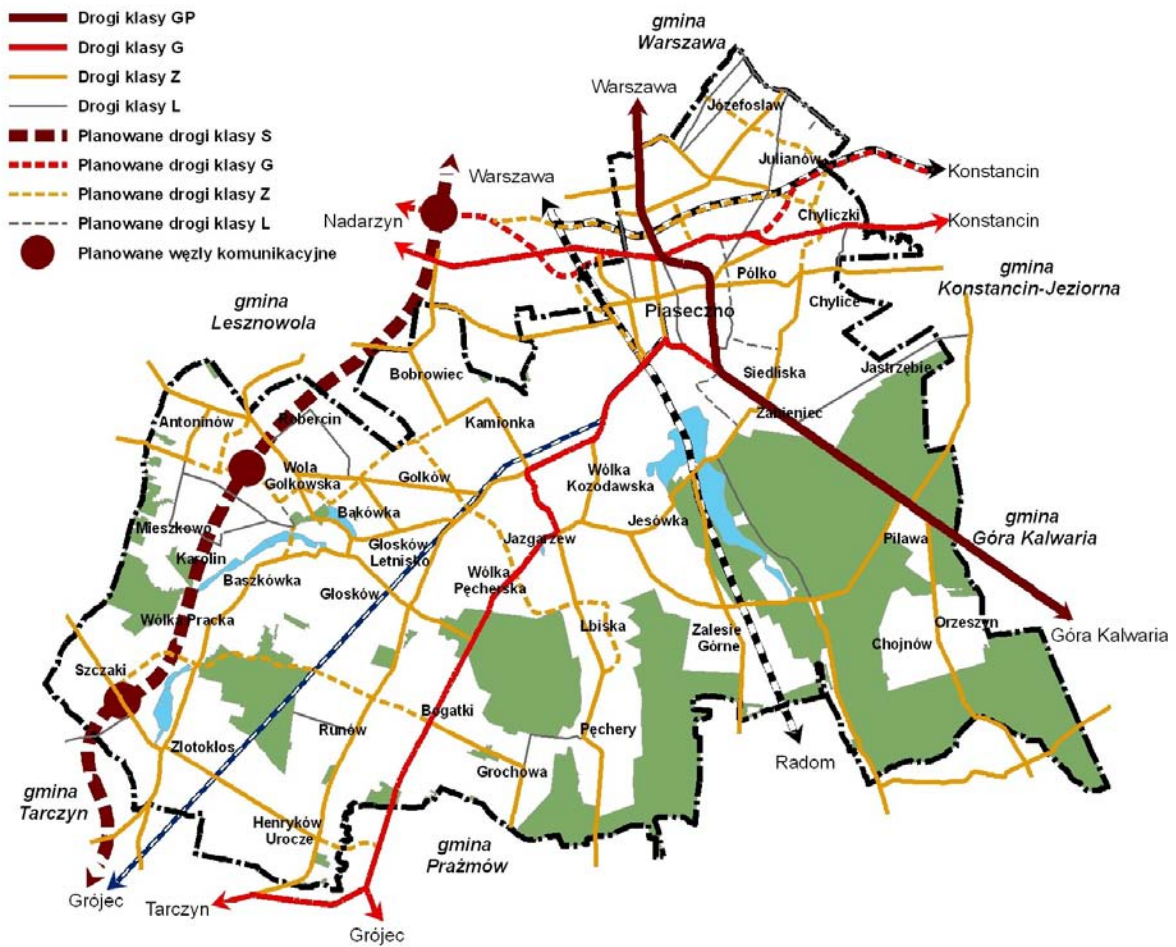 Drogi klasy GP
Drogi klasy G
Drogi klasy Z
Drogi klasy L
Planowane drogi klasy S
Planowane drogi klasy G
Planowane drogi klasy Z
Planowane drogi klasy L
Planowane węzły komunikacyjne
gmina
Warszawa
Warszawa
Józefosław
Julianów
Warszawa
Konstancin
Nadarzyn
Chyliczki
Konstancin
Pólko
gmina
Konstancin-Jeziorna
gmina
Lesznowola
Chylice
Piaseczno
Bobrowiec
Siedliska
Jastrzębie
Antoninów
Robercin
Kamionka
Żabieniec
Wola
Gołkowska
Gołków
Wólka
Kozodawska
Bąkówka
Jesówka
gmina
Góra Kalwaria
Mieszkowo
Głosków
Letnisko
Jazgarzew
Pilawa
Karolin
Baszkówka
Głosków
Wólka
Pęcherska
Wólka Pracka
Łbiska
Zalesie
Górne
Orzeszyn
Chojnów
Góra Kalwaria
Szczaki
Bogatki
Runów
Pęchery
Złotokłos
Grochowa
Radom
gmina
Tarczyn
Henryków
Urocze
gmina
Prażmów
Grójec
Tarczyn
Grójec